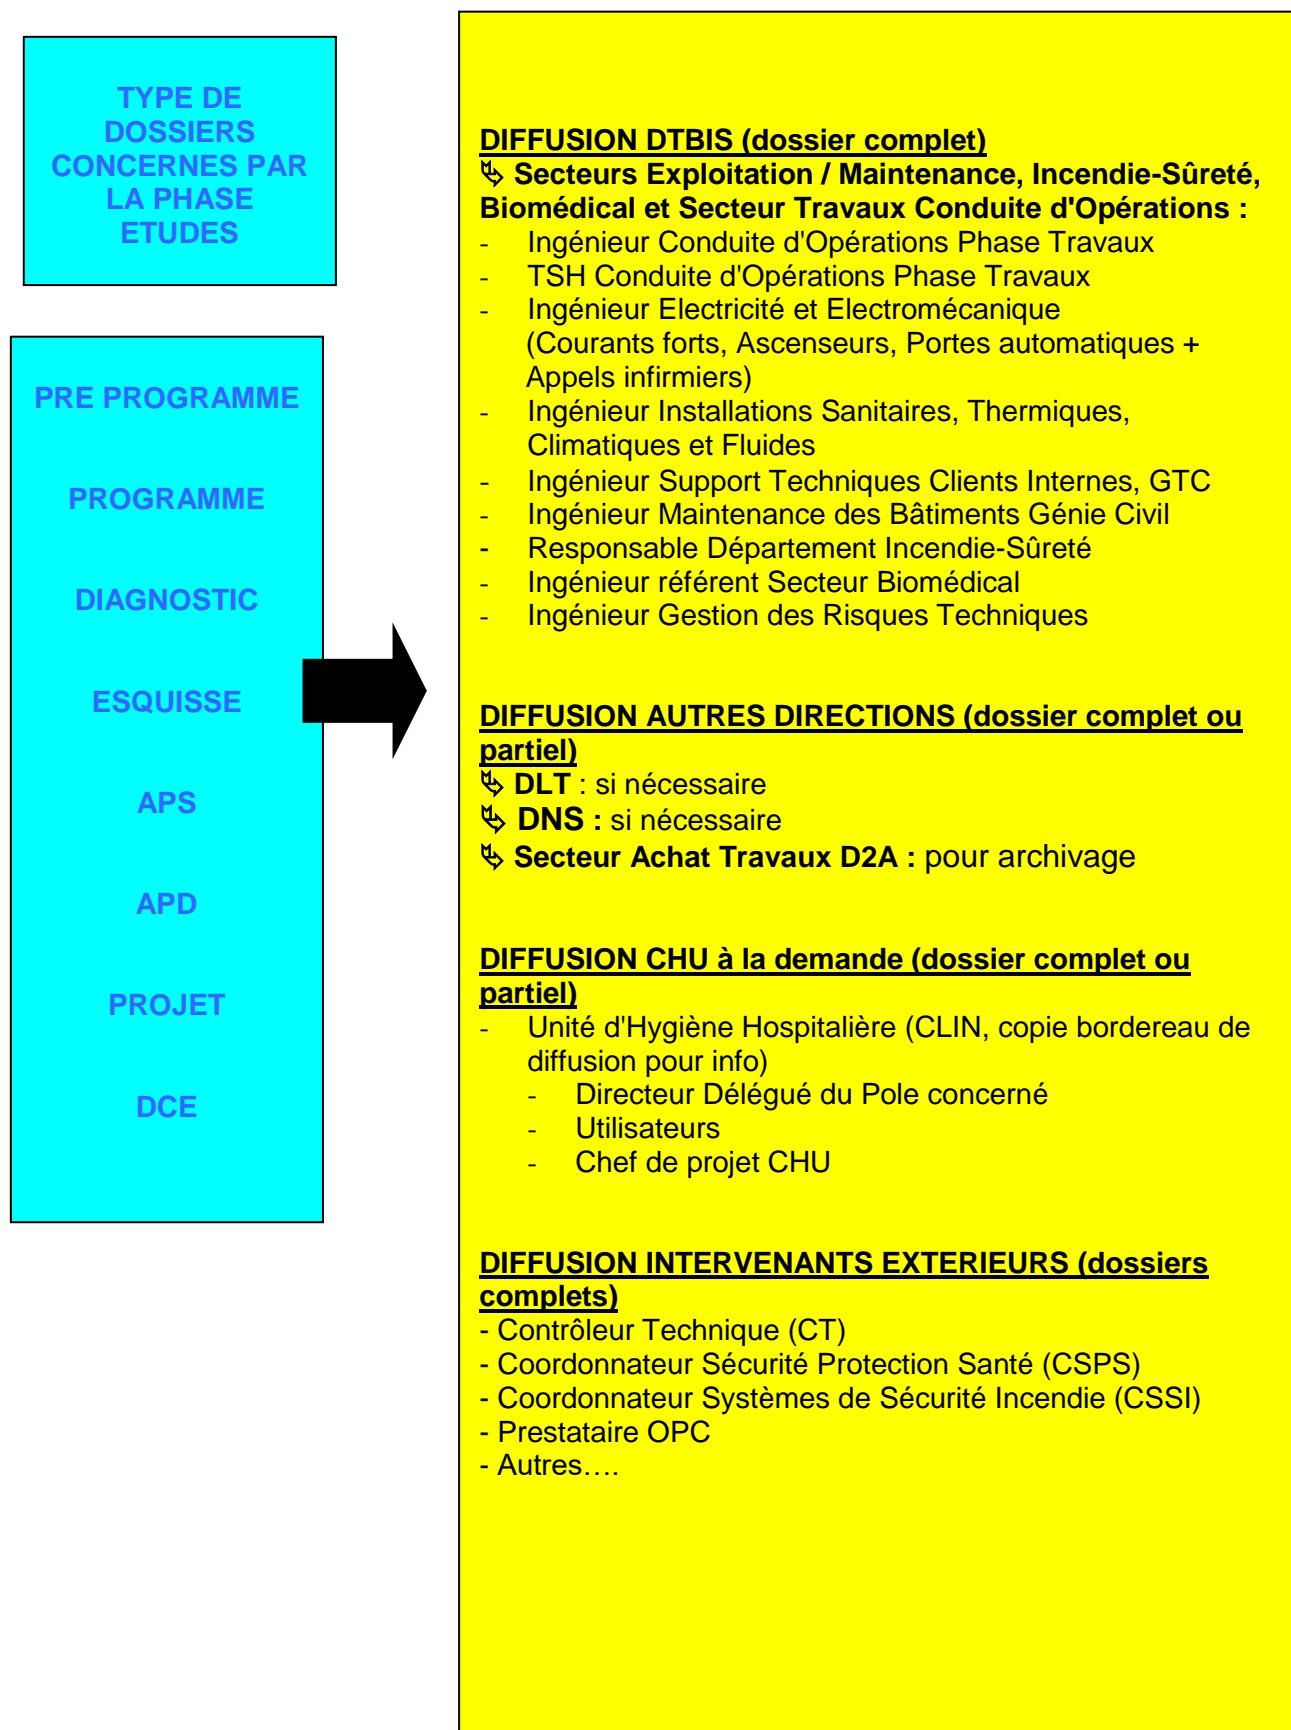 TYPE DE
DOSSIERS
CONCERNES PAR
LA PHASE
ETUDES
PRE PROGRAMME
PROGRAMME
DIAGNOSTIC
ESQUISSE
APS
APD
PROJET
DCE
DIFFUSION DTBIS (dossier complet)
Secteurs Exploitation / Maintenance, Incendie-Sûreté,
Biomédical et Secteur Travaux Conduite d'Opérations :
- Ingénieur Conduite d'Opérations Phase Travaux
- TSH Conduite d'Opérations Phase Travaux
- Ingénieur Electricité et Electromécanique
(Courants forts, Ascenseurs, Portes automatiques +
Appels infirmiers)
- Ingénieur Installations Sanitaires, Thermiques,
Climatiques et Fluides
- Ingénieur Support Techniques Clients Internes, GTC
- Ingénieur Maintenance des Bâtiments Génie Civil
- Responsable Département Incendie-Sûreté
- Ingénieur référent Secteur Biomédical
- Ingénieur Gestion des Risques Techniques
DIFFUSION AUTRES DIRECTIONS (dossier complet ou
partiel)
DLT : si nécessaire
DNS : si nécessaire
Secteur Achat Travaux D2A : pour archivage
DIFFUSION CHU à la demande (dossier complet ou
partiel)
- Unité d'Hygiène Hospitalière (CLIN, copie bordereau de
diffusion pour info)
- Directeur Délégué du Pole concerné
- Utilisateurs
- Chef de projet CHU
DIFFUSION INTERVENANTS EXTERIEURS (dossiers
complets)
- Contrôleur Technique (CT)
- Coordonnateur Sécurité Protection Santé (CSPS)
- Coordonnateur Systèmes de Sécurité Incendie (CSSI)
- Prestataire OPC
- Autres….